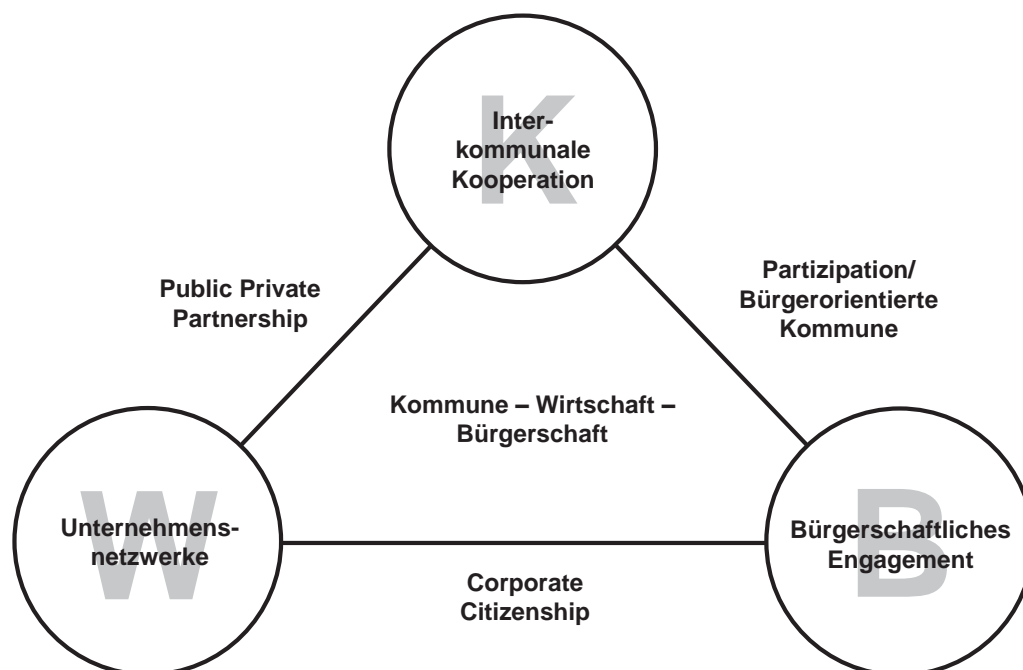 K
Inter-
kommunale
Kooperation
Public Private
Partnership
Partizipation/
Bürgerorientierte
Kommune
Kommune – Wirtschaft –
Bürgerschaft
W
Unternehmens-
netzwerke
B
Bürgerschaftliches
Engagement
Corporate
Citizenship